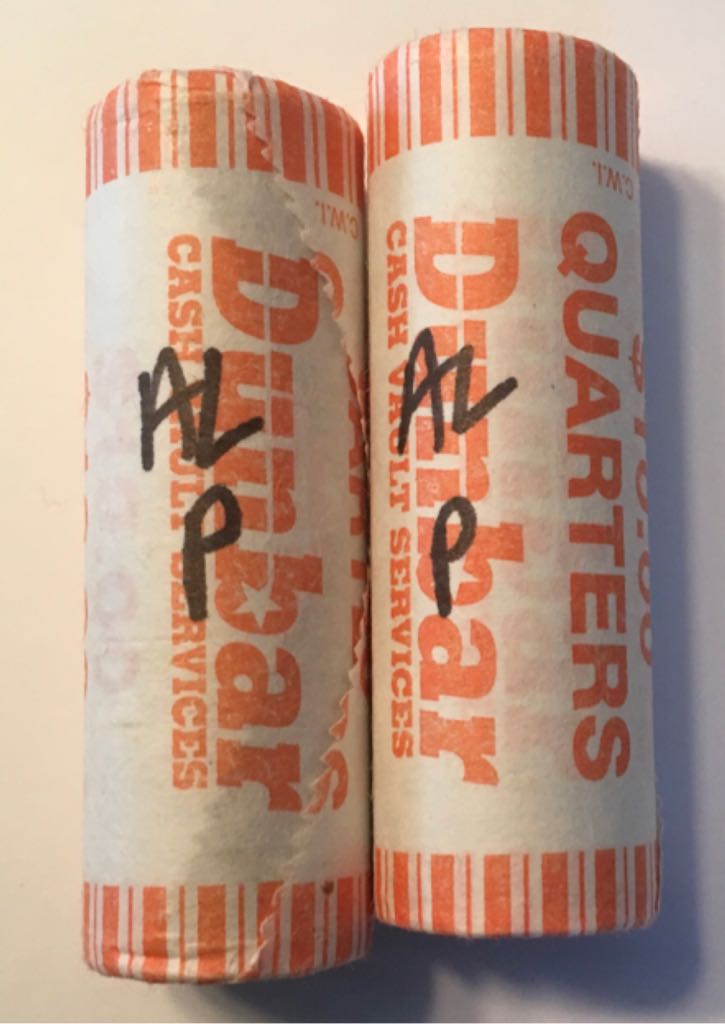 C.W.I.
Dunbar
CASH VAULT SERVICES
AL
P
C.W.I.
$10.00
QUARTERS
Dunbar
CASH VAULT SERVICES
AL
P